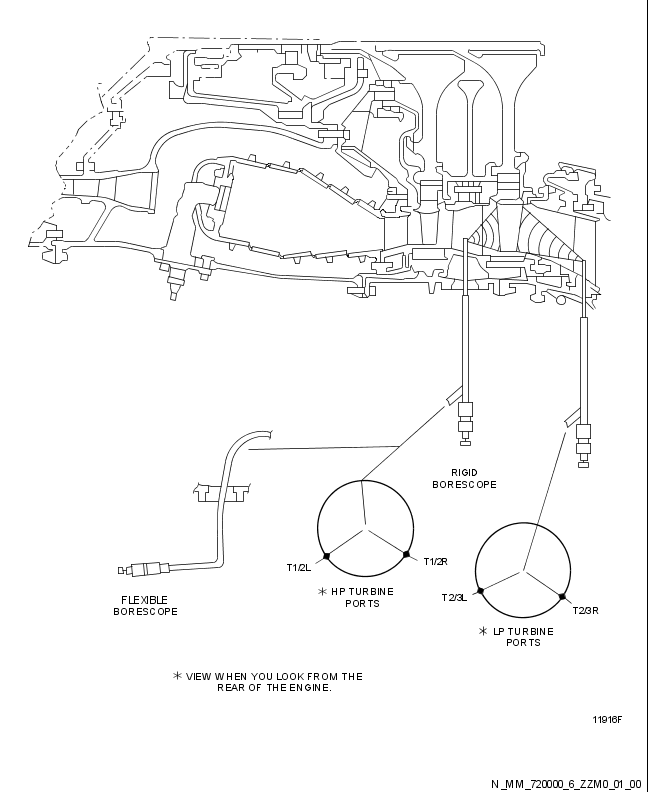 RIGID
BORESCOPE
T1/2L
T1/2R
✳ HP TURBINE
PORTS
FLEXIBLE
BORESCOPE
T2/3L
T2/3R
✳ LP TURBINE
PORTS
✳ VIEW WHEN YOU LOOK FROM THE
REAR OF THE ENGINE.
11916F
N_MM_720000_6_ZZM0_01_00